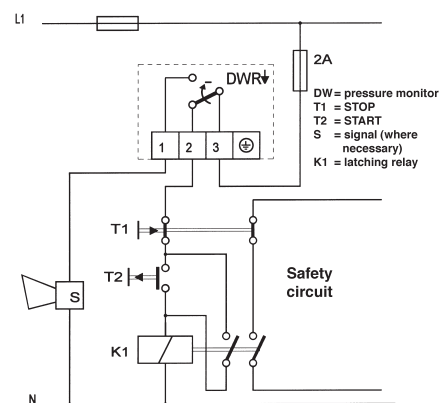 L1
2A
DWR
DW = pressure monitor
T1 = STOP
T2 = START
S = signal (where
necessary)
K1 = latching relay
1 2 3
T1
T2
Safety
circuit
S
K1
N